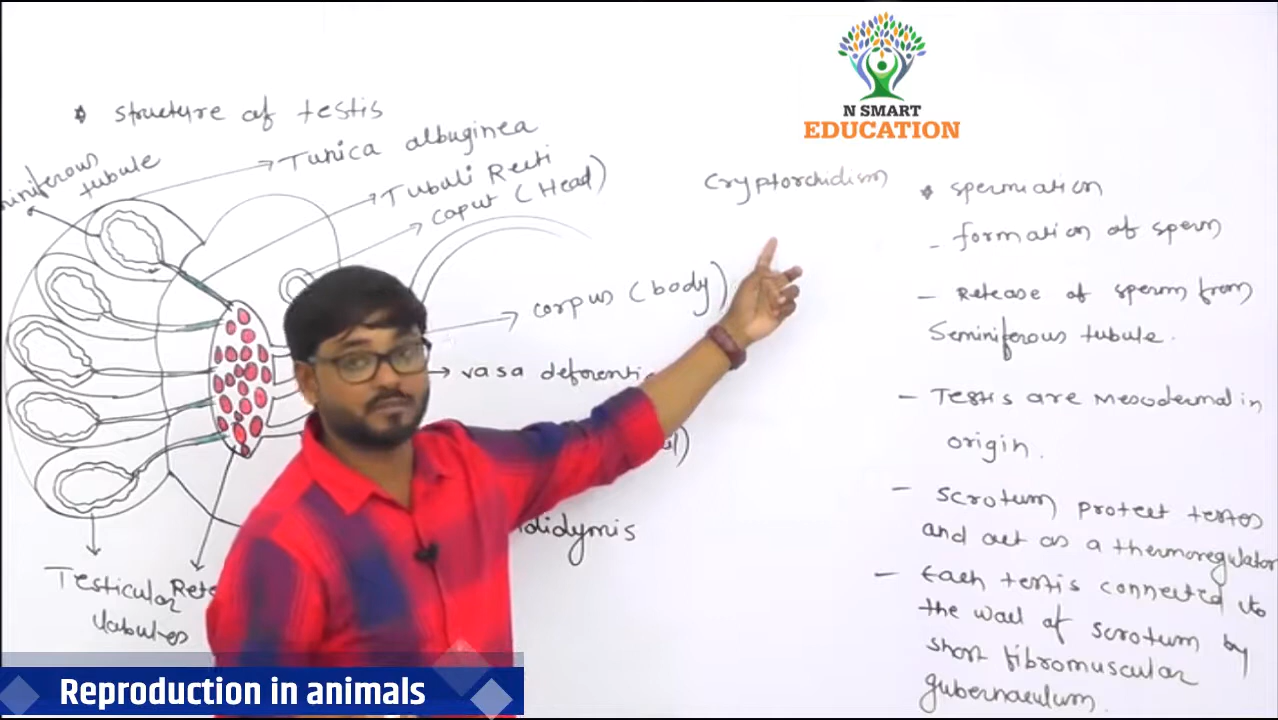 N SMART
EDUCATION
* structure of testis
tubule
Tunica albuginea
Tubuli Recti
caput (Head)
corpus (body)
vasa
didymis
Testicular
lobules
Rete
cryptorchidism
* spermiation
- formation of sperm
- Release of sperm from
Seminiferous tubule.
- Testis are Mesodermal in
origin.
- Scrotum protect testes
and act as a thermoregulator
- Each testis connected to
the wall of scrotum by
short fibromuscular
gubernaculum.
Reproduction in animals